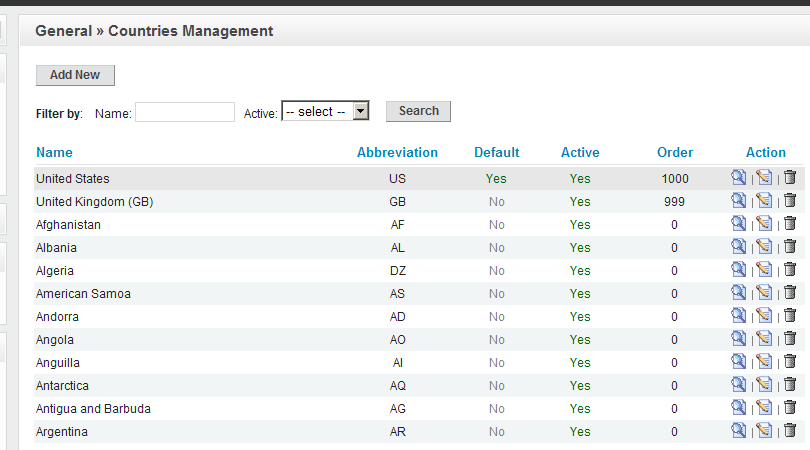 General » Countries Management
Add New
Filter by: Name: Active: -- select -- Search
Name Abbreviation Default Active Order Action
United States US Yes Yes 1000 | |
United Kingdom (GB) GB No Yes 999 | |
Afghanistan AF No Yes 0 | |
Albania AL No Yes 0 | |
Algeria DZ No Yes 0 | |
American Samoa AS No Yes 0 | |
Andorra AD No Yes 0 | |
Angola AO No Yes 0 | |
Anguilla AI No Yes 0 | |
Antarctica AQ No Yes 0 | |
Antigua and Barbuda AG No Yes 0 | |
Argentina AR No Yes 0 | |